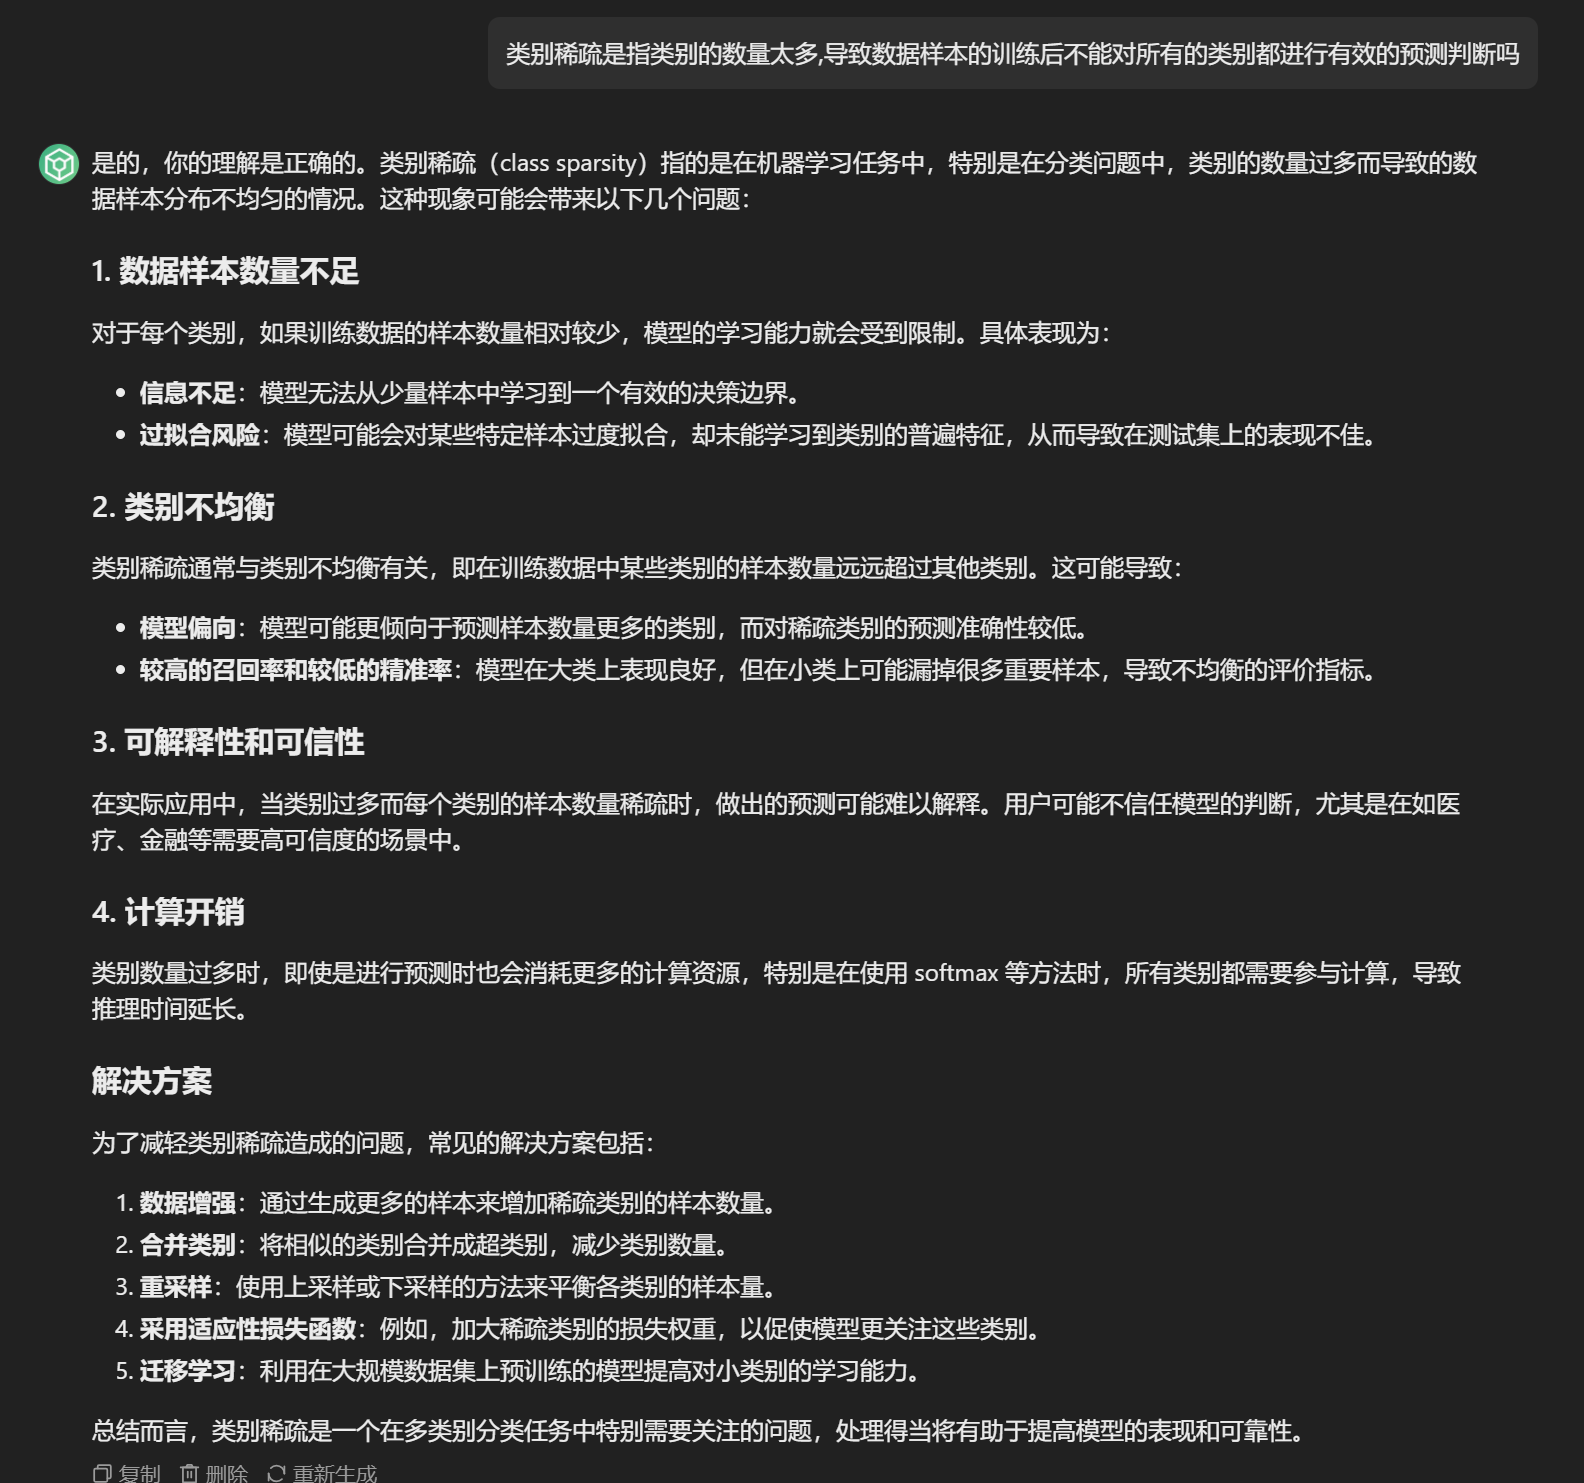 类别稀疏是指类别的数量太多,导致数据样本的训练后不能对所有的类别都进行有效的预测判断吗
是的，你的理解是正确的。类别稀疏（class sparsity）指的是在机器学习任务中，特别是在分类问题中，类别的数量过多而导致的数
据样本分布不均匀的情况。这种现象可能会带来以下几个问题：
1. 数据样本数量不足
对于每个类别，如果训练数据的样本数量相对较少，模型的学习能力就会受到限制。具体表现为：
• 信息不足：模型无法从少量样本中学习到一个有效的决策边界。
• 过拟合风险：模型可能会对某些特定样本过度拟合，却未能学习到类别的普遍特征，从而导致在测试集上的表现不佳。
2. 类别不均衡
类别稀疏通常与类别不均衡有关，即在训练数据中某些类别的样本数量远远超过其他类别。这可能导致：
• 模型偏向：模型可能更倾向于预测样本数量更多的类别，而对稀疏类别的预测准确性较低。
• 较高的召回率和较低的精准率：模型在大类上表现良好，但在小类上可能漏掉很多重要样本，导致不均衡的评价指标。
3. 可解释性和可信性
在实际应用中，当类别过多而每个类别的样本数量稀疏时，做出的预测可能难以解释。用户可能不信任模型的判断，尤其是在如医
疗、金融等需要高可信度的场景中。
4. 计算开销
类别数量过多时，即使是进行预测时也会消耗更多的计算资源，特别是在使用 softmax 等方法时，所有类别都需要参与计算，导致
推理时间延长。
解决方案
为了减轻类别稀疏造成的问题，常见的解决方案包括：
1. 数据增强：通过生成更多的样本来增加稀疏类别的样本数量。
2. 合并类别：将相似的类别合并成超类别，减少类别数量。
3. 重采样：使用上采样或下采样的方法来平衡各类别的样本量。
4. 采用适应性损失函数：例如，加大稀疏类别的损失权重，以促使模型更关注这些类别。
5. 迁移学习：利用在大规模数据集上预训练的模型提高对小类别的学习能力。
总结而言，类别稀疏是一个在多类别分类任务中特别需要关注的问题，处理得当将有助于提高模型的表现和可靠性。
复制 删除 重新生成